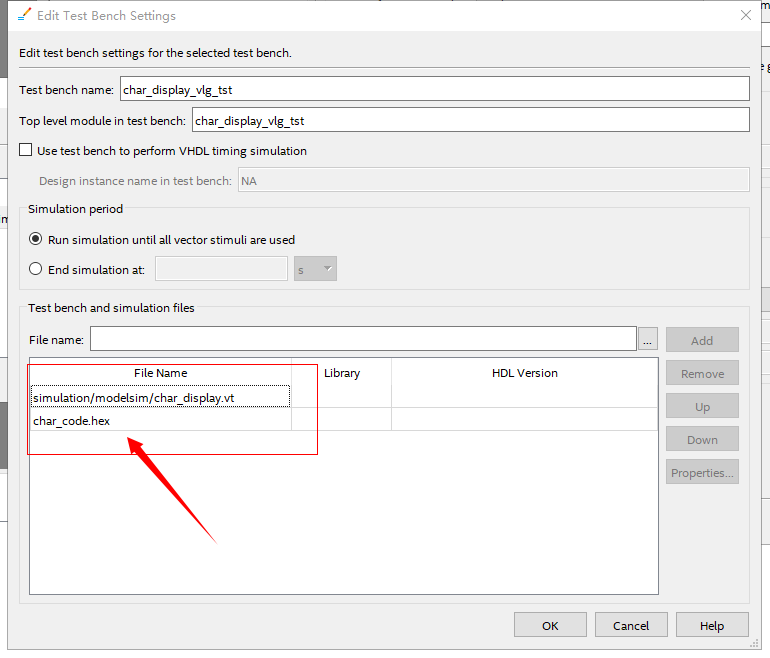 Edit Test Bench Settings
Edit test bench settings for the selected test bench.
Test bench name: char_display_vlg_tst
Top level module in test bench: char_display_vlg_tst
Use test bench to perform VHDL timing simulation
Design instance name in test bench: NA
Simulation period
Run simulation until all vector stimuli are used
End simulation at: s
Test bench and simulation files
File name: ... Add
File Name Library HDL Version
Remove
simulation/modelsim/char_display.vt
Up
char_code.hex
Down
Properties...
OK Cancel Help